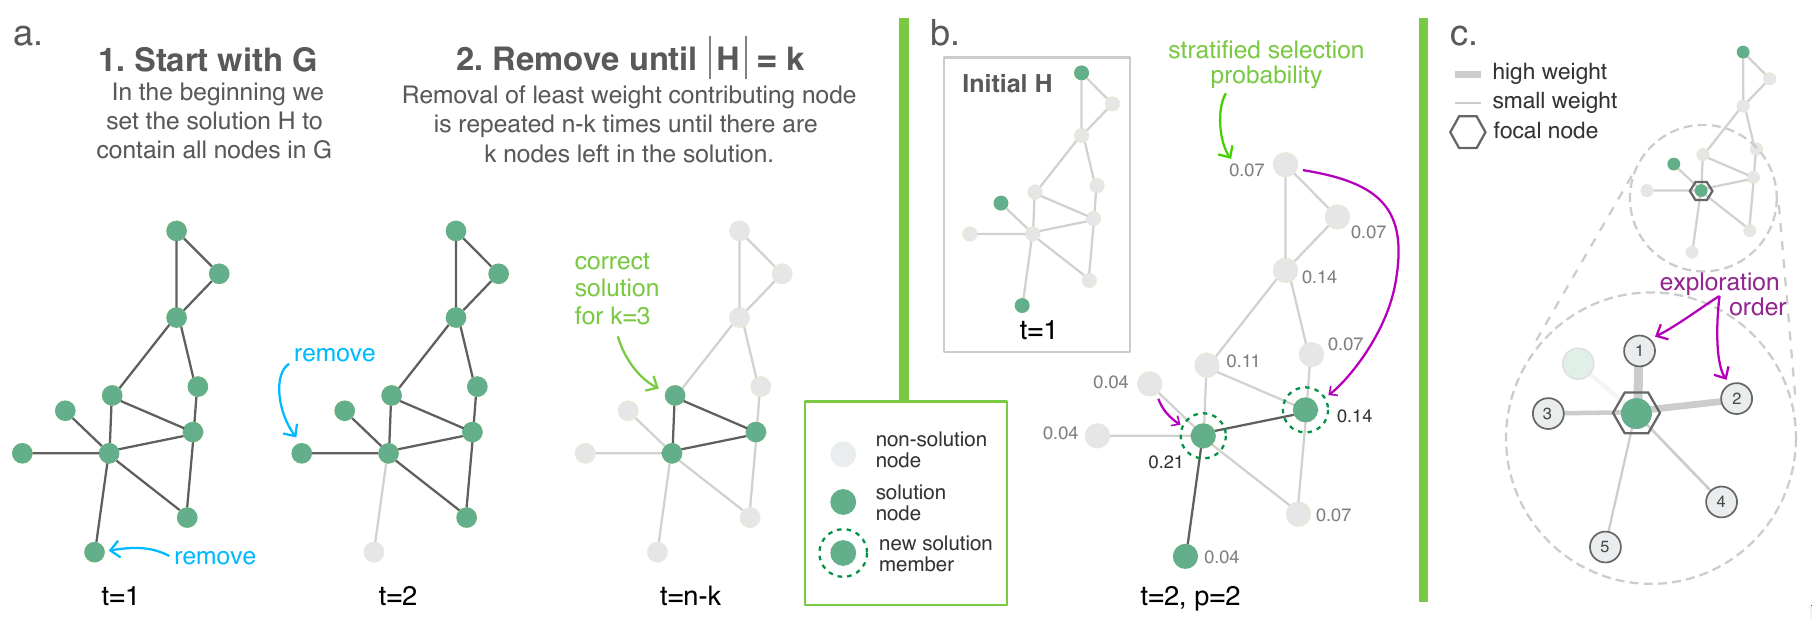 a.
1. Start with G
In the beginning we
set the solution H to
contain all nodes in G
2. Remove until |H| = k
Removal of least weight contributing node
is repeated n-k times until there are
k nodes left in the solution.
remove
remove
correct
solution
for k=3
t=1
t=2
t=n-k
non-solution
node
solution
node
new solution
member
b.
Initial H
t=1
stratified selection
probability
0.07
0.07
0.14
0.07
0.11
0.04
0.14
0.04
0.21
0.07
0.04
t=2, p=2
c.
high weight
small weight
focal node
exploration
order
1
2
3
4
5